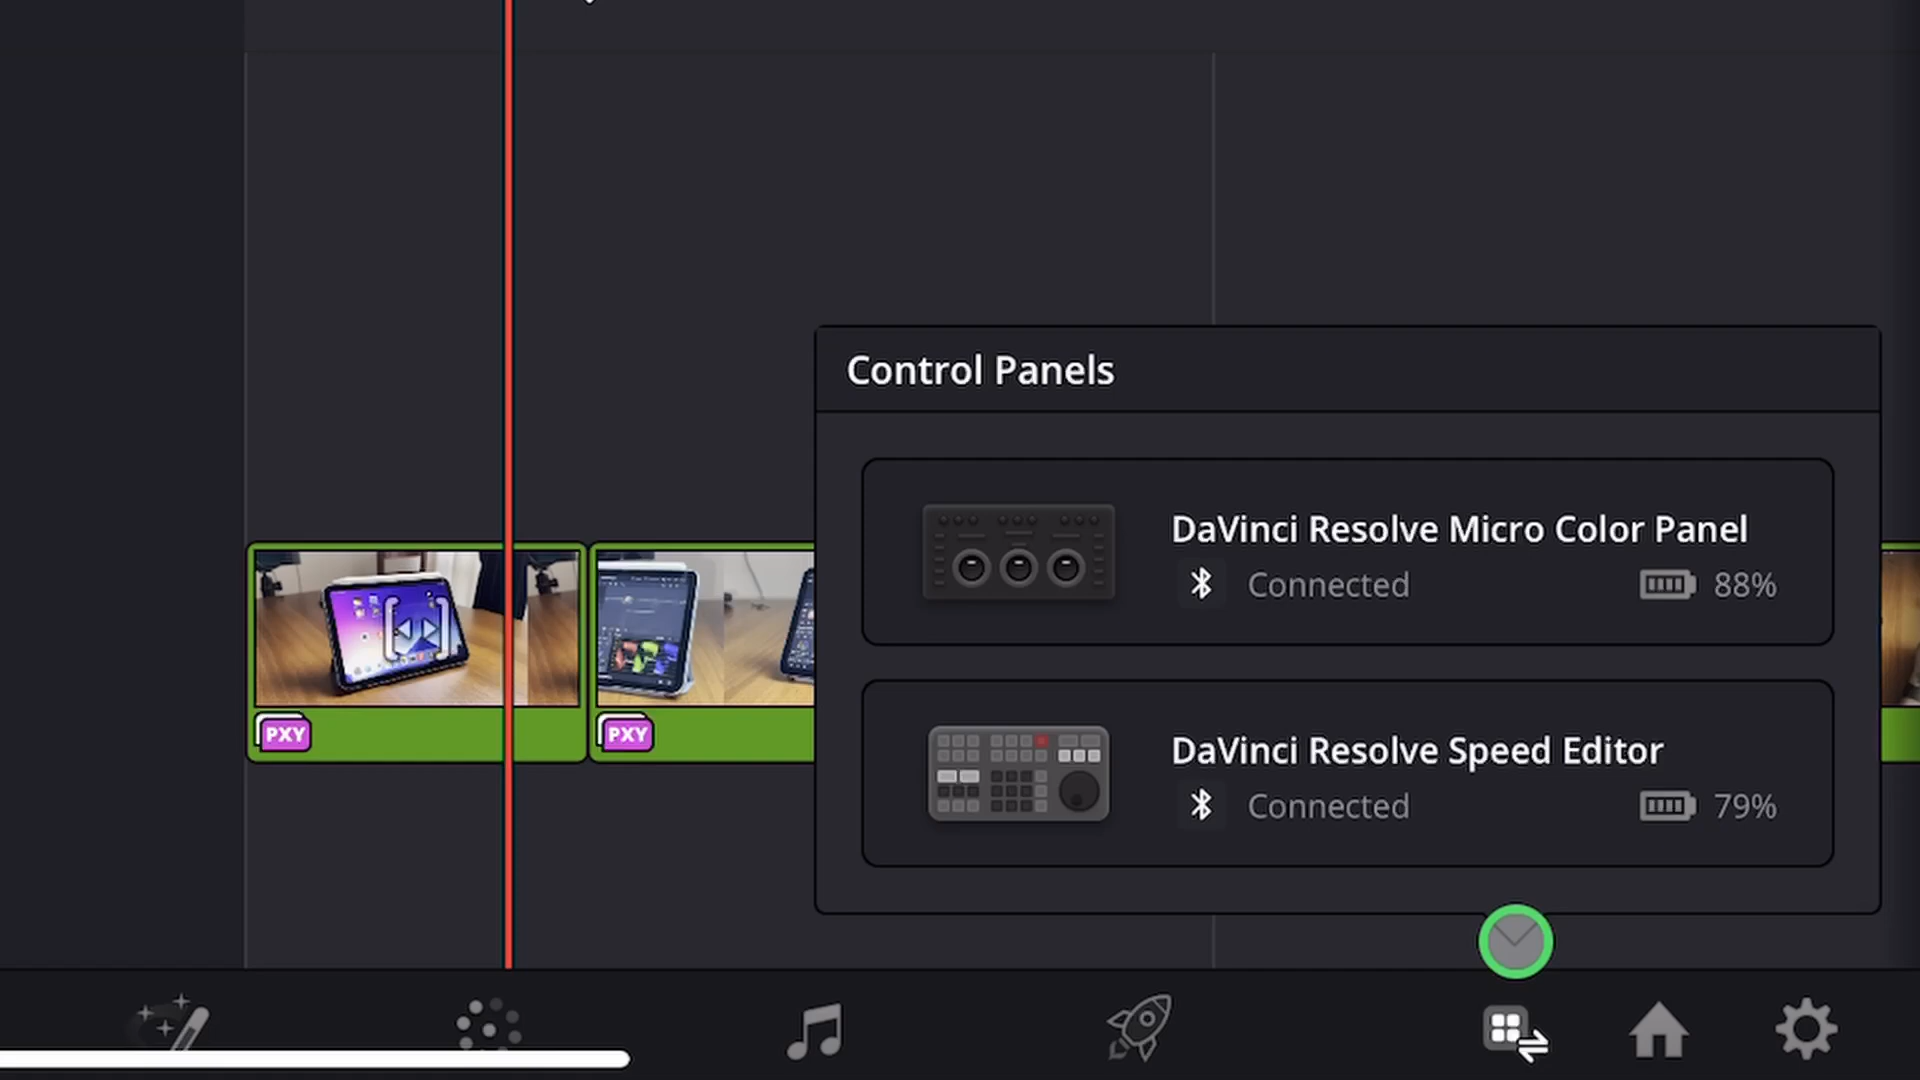 Control Panels
DaVinci Resolve Micro Color Panel
Connected
88%
PXY
PXY
DaVinci Resolve Speed Editor
Connected
79%